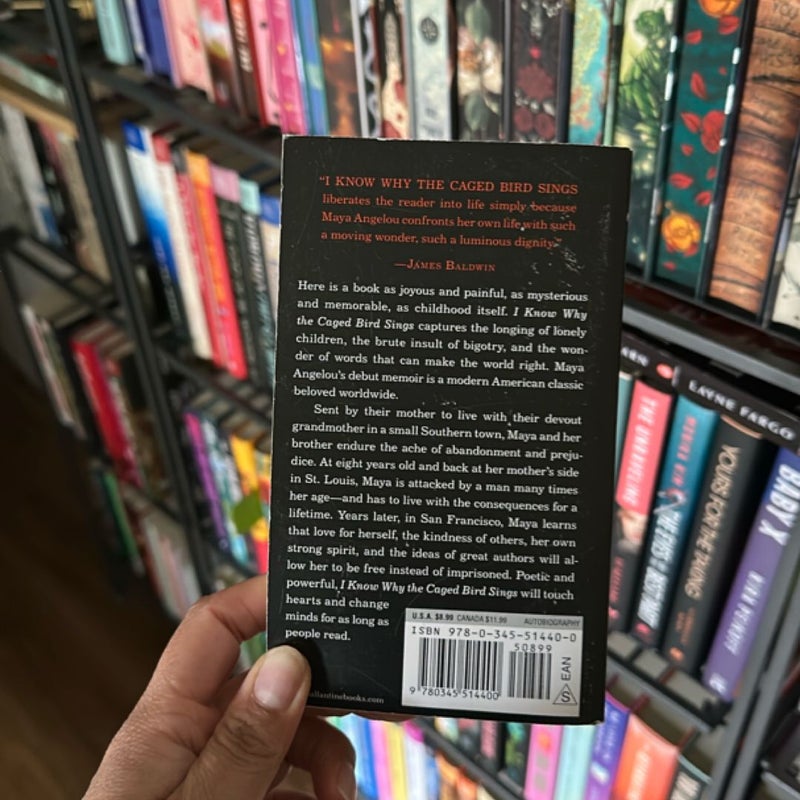 “I KNOW WHY THE CAGED BIRD SINGS
liberates the reader into life simply because
Maya Angelou confronts her own life with such
a moving wonder, such a luminous dignity.”
—JAMES BALDWIN
Here is a book as joyous and painful, as mysterious
and memorable, as childhood itself. I Know Why
the Caged Bird Sings captures the longing of lonely
children, the brute insult of bigotry, and the won-
der of words that can make the world right. Maya
Angelou’s debut memoir is a modern American classic
beloved worldwide.
Sent by their mother to live with their devout
grandmother in a small Southern town, Maya and her
brother endure the ache of abandonment and preju-
dice. At eight years old and back at her mother’s side
in St. Louis, Maya is attacked by a man many times
her age—and has to live with the consequences for a
lifetime. Years later, in San Francisco, Maya learns
that love for herself, the kindness of others, her own
strong spirit, and the ideas of great authors will al-
low her to be free instead of imprisoned. Poetic and
powerful, I Know Why the Caged Bird Sings will touch
hearts and change
minds for as long as
people read.
U.S.A. $8.99 CANADA $11.99 AUTOBIOGRAPHY
ISBN 978-0-345-51440-0
50899
9 780345 514400
EAN
S
allantinebooks.com
LAYNE FARGO
THE UNRAVELING
YOURS FOR THE TAKING
BABY X